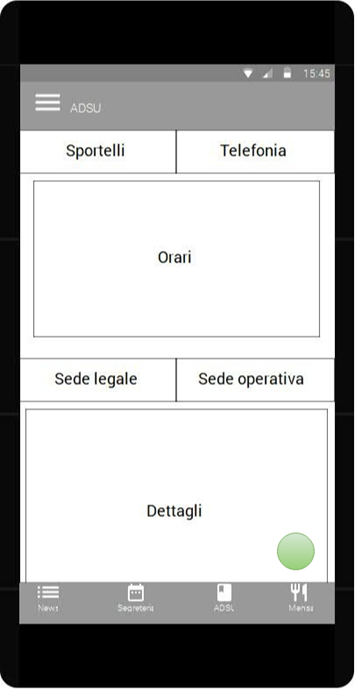 15:45
ADSU
Sportelli
Telefonia
Orari
Sede legale
Sede operativa
Dettagli
News
Segreteria
ADSU
Mensa